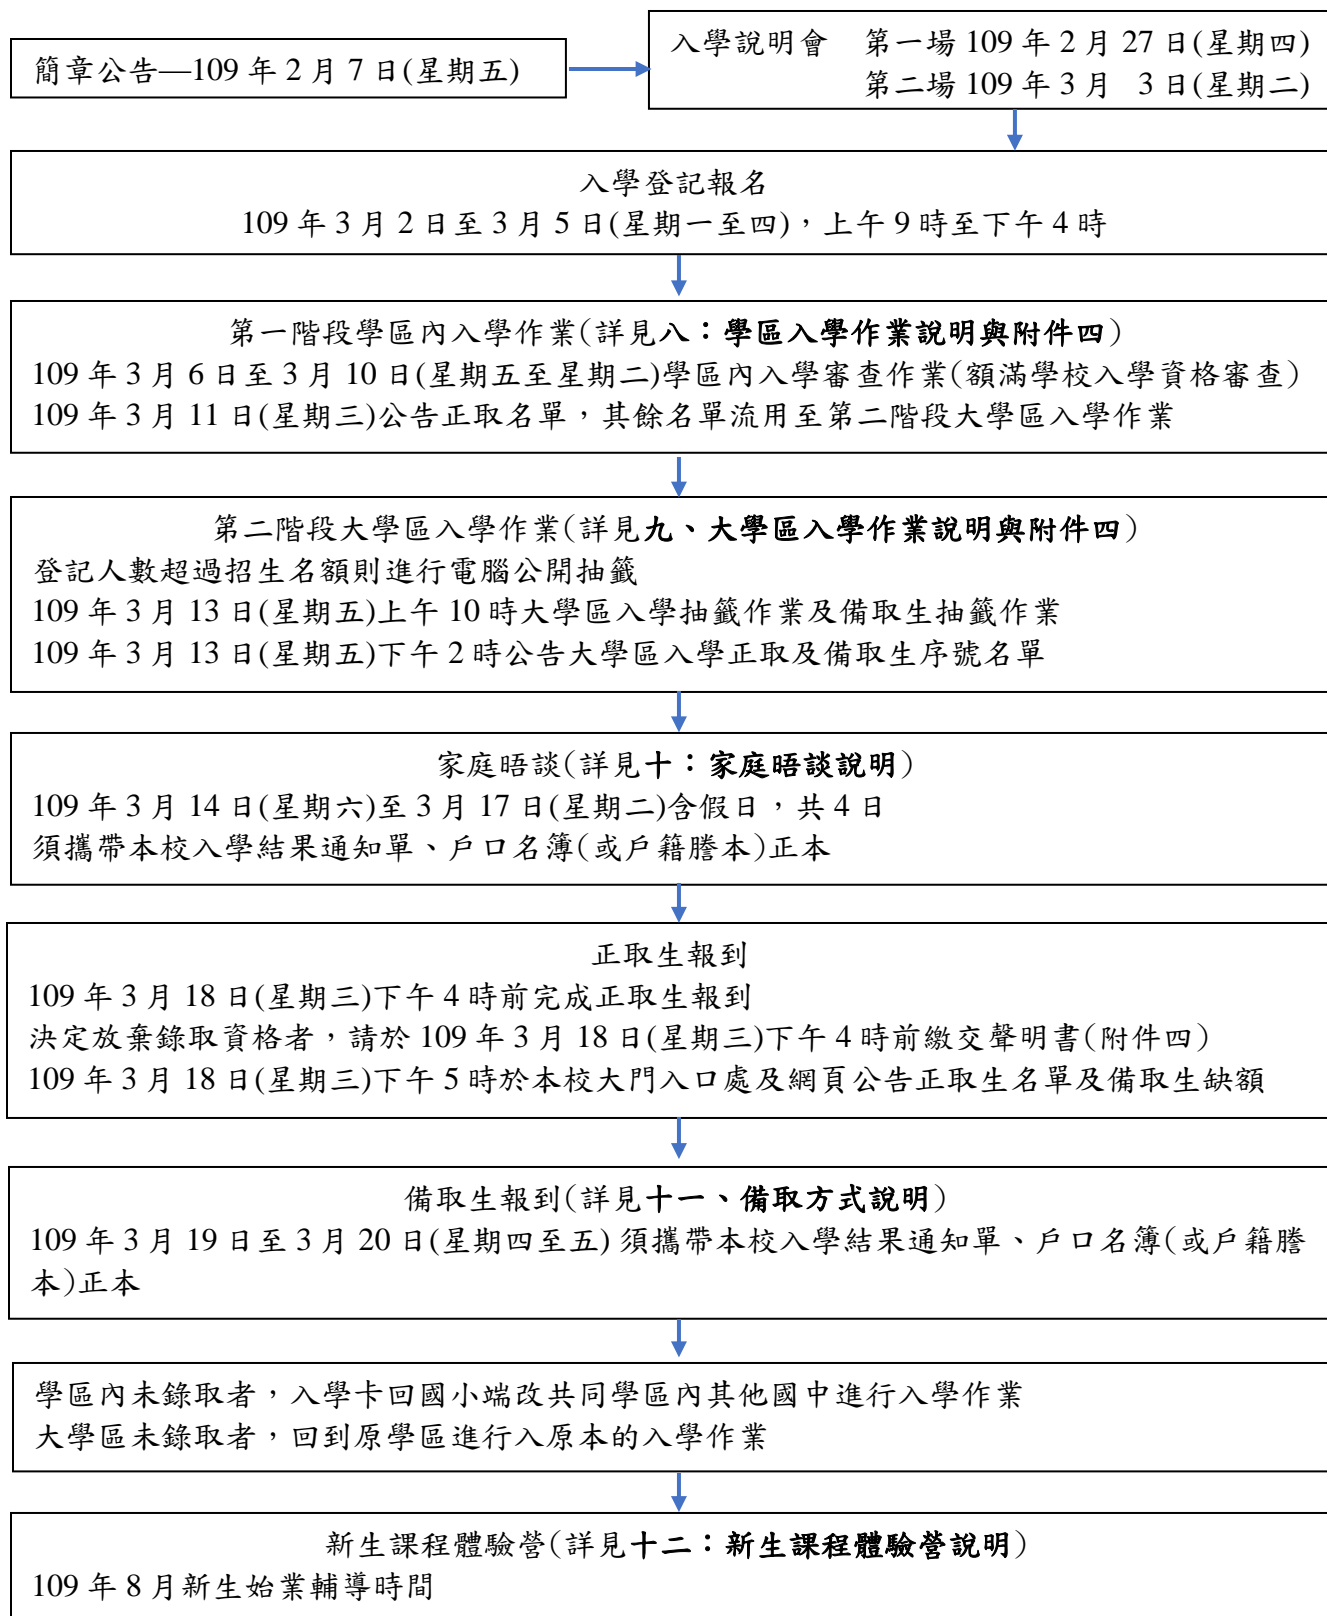 簡章公告—109 年 2 月 7 日(星期五)
入學說明會 第一場 109 年 2 月 27 日(星期四)
第二場 109 年 3 月 3 日(星期二)
入學登記報名
109 年 3 月 2 日至 3 月 5 日(星期一至四)，上午 9 時至下午 4 時
第一階段學區內入學作業(詳見八：學區入學作業說明與附件四)
109 年 3 月 6 日至 3 月 10 日(星期五至星期二)學區內入學審查作業(額滿學校入學資格審查)
109 年 3 月 11 日(星期三)公告正取名單，其餘名單流用至第二階段大學區入學作業
第二階段大學區入學作業(詳見九、大學區入學作業說明與附件四)
登記人數超過招生名額則進行電腦公開抽籤
109 年 3 月 13 日(星期五)上午 10 時大學區入學抽籤作業及備取生抽籤作業
109 年 3 月 13 日(星期五)下午 2 時公告大學區入學正取及備取生序號名單
家庭晤談(詳見十：家庭晤談說明)
109 年 3 月 14 日(星期六)至 3 月 17 日(星期二)含假日，共 4 日
須攜帶本校入學結果通知單、戶口名簿(或戶籍謄本)正本
正取生報到
109 年 3 月 18 日(星期三)下午 4 時前完成正取生報到
決定放棄錄取資格者，請於 109 年 3 月 18 日(星期三)下午 4 時前繳交聲明書(附件四)
109 年 3 月 18 日(星期三)下午 5 時於本校大門入口處及網頁公告正取生名單及備取生缺額
備取生報到(詳見十一、備取方式說明)
109 年 3 月 19 日至 3 月 20 日(星期四至五) 須攜帶本校入學結果通知單、戶口名簿(或戶籍謄
本)正本
學區內未錄取者，入學卡回國小端改共同學區內其他國中進行入學作業
大學區未錄取者，回到原學區進行入原本的入學作業
新生課程體驗營(詳見十二：新生課程體驗營說明)
109 年 8 月新生始業輔導時間